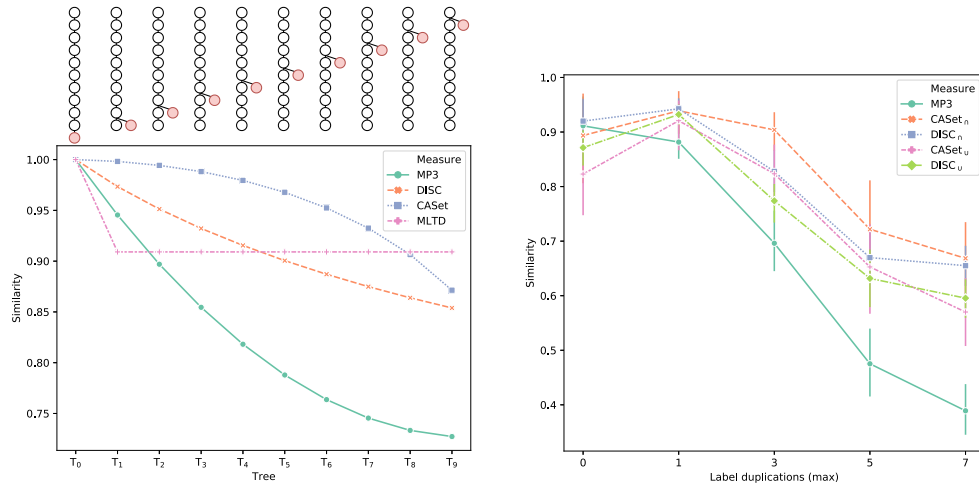 Measure
MP3
DISC
CASet
MLTD
1.00
0.95
0.90
0.85
0.80
0.75
Similarity
T0 T1 T2 T3 T4 T5 T6 T7 T8 T9
Tree
Measure
MP3
CASet ∩
DISC ∩
CASet ∪
DISC ∪
1.0
0.9
0.8
0.7
0.6
0.5
0.4
Similarity
0 1 3 5 7
Label duplications (max)